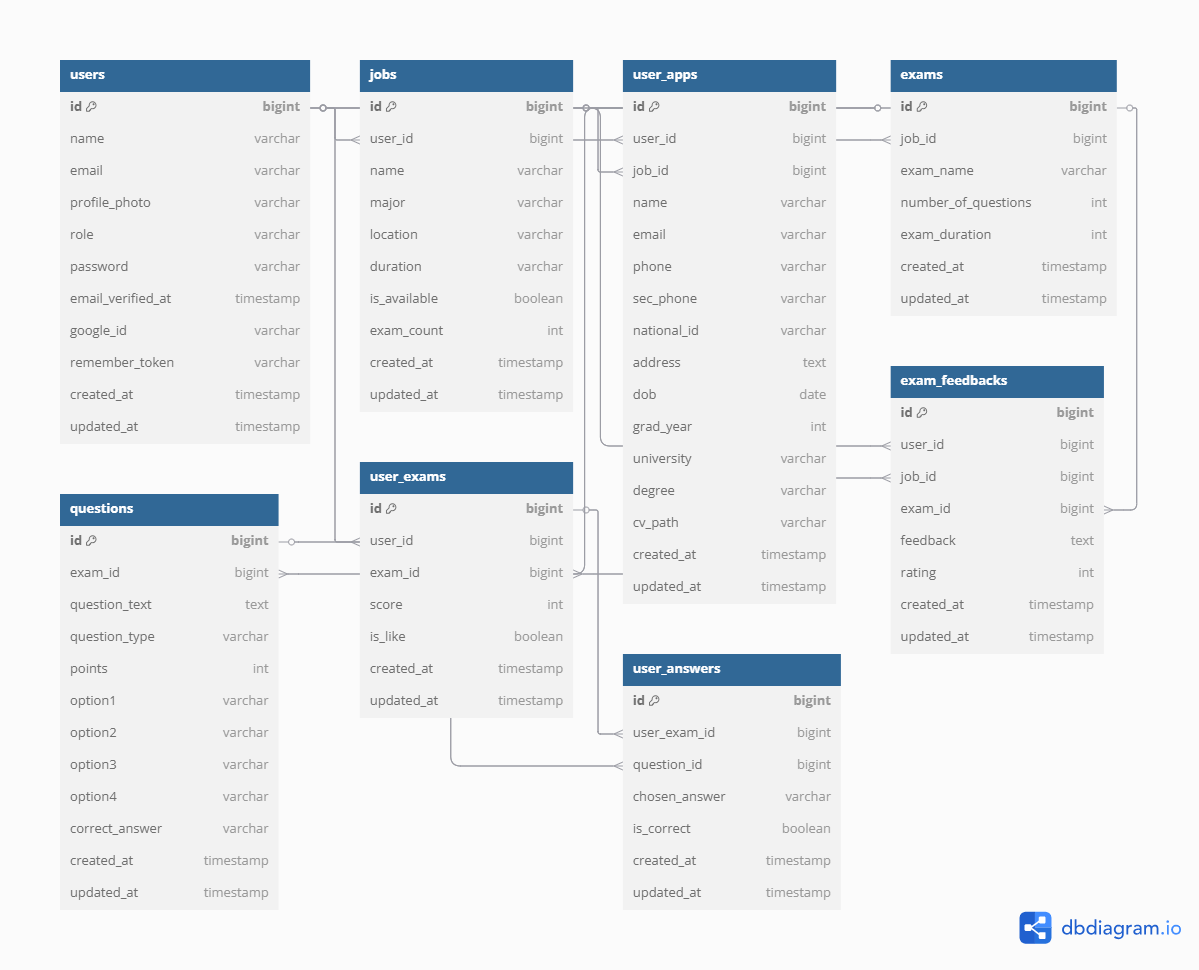 users
id bigint
name varchar
email varchar
profile_photo varchar
role varchar
password varchar
email_verified_at timestamp
google_id varchar
remember_token varchar
created_at timestamp
updated_at timestamp
jobs
id bigint
user_id bigint
name varchar
major varchar
location varchar
duration varchar
is_available boolean
exam_count int
created_at timestamp
updated_at timestamp
user_apps
id bigint
user_id bigint
job_id bigint
name varchar
email varchar
phone varchar
sec_phone varchar
national_id varchar
address text
dob date
grad_year int
university varchar
degree varchar
cv_path varchar
created_at timestamp
updated_at timestamp
exams
id bigint
job_id bigint
exam_name varchar
number_of_questions int
exam_duration int
created_at timestamp
updated_at timestamp
exam_feedbacks
id bigint
user_id bigint
job_id bigint
exam_id bigint
feedback text
rating int
created_at timestamp
updated_at timestamp
user_exams
id bigint
user_id bigint
exam_id bigint
score int
is_like boolean
created_at timestamp
updated_at timestamp
questions
id bigint
exam_id bigint
question_text text
question_type varchar
points int
option1 varchar
option2 varchar
option3 varchar
option4 varchar
correct_answer varchar
created_at timestamp
updated_at timestamp
user_answers
id bigint
user_exam_id bigint
question_id bigint
chosen_answer varchar
is_correct boolean
created_at timestamp
updated_at timestamp
dbdiagram.io